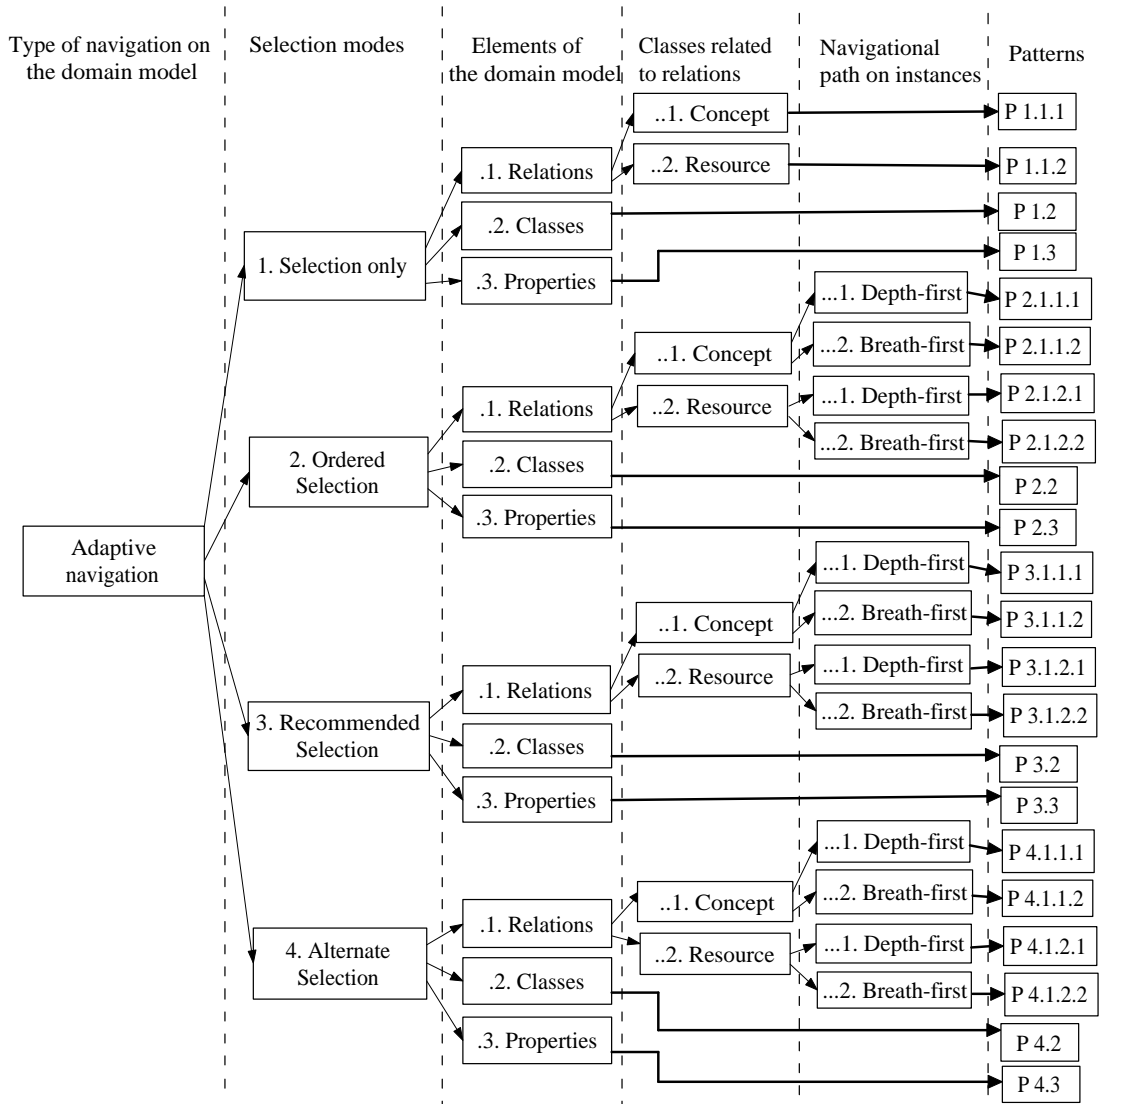 Type of navigation on
the domain model
Selection modes
Elements of
the domain model
Classes related
to relations
Navigational
path on instances
Patterns
..1. Concept
P 1.1.1
.1. Relations
..2. Resource
P 1.1.2
.2. Classes
P 1.2
1. Selection only
P 1.3
.3. Properties
...1. Depth-first
P 2.1.1.1
..1. Concept
...2. Breath-first
P 2.1.1.2
.1. Relations
..2. Resource
...1. Depth-first
P 2.1.2.1
...2. Breath-first
P 2.1.2.2
2. Ordered
Selection
.2. Classes
P 2.2
.3. Properties
P 2.3
Adaptive
navigation
...1. Depth-first
P 3.1.1.1
..1. Concept
...2. Breath-first
P 3.1.1.2
.1. Relations
..2. Resource
...1. Depth-first
P 3.1.2.1
...2. Breath-first
P 3.1.2.2
3. Recommended
Selection
.2. Classes
P 3.2
.3. Properties
P 3.3
...1. Depth-first
P 4.1.1.1
..1. Concept
...2. Breath-first
P 4.1.1.2
.1. Relations
..2. Resource
...1. Depth-first
P 4.1.2.1
4. Alternate
Selection
.2. Classes
...2. Breath-first
P 4.1.2.2
.3. Properties
P 4.2
P 4.3